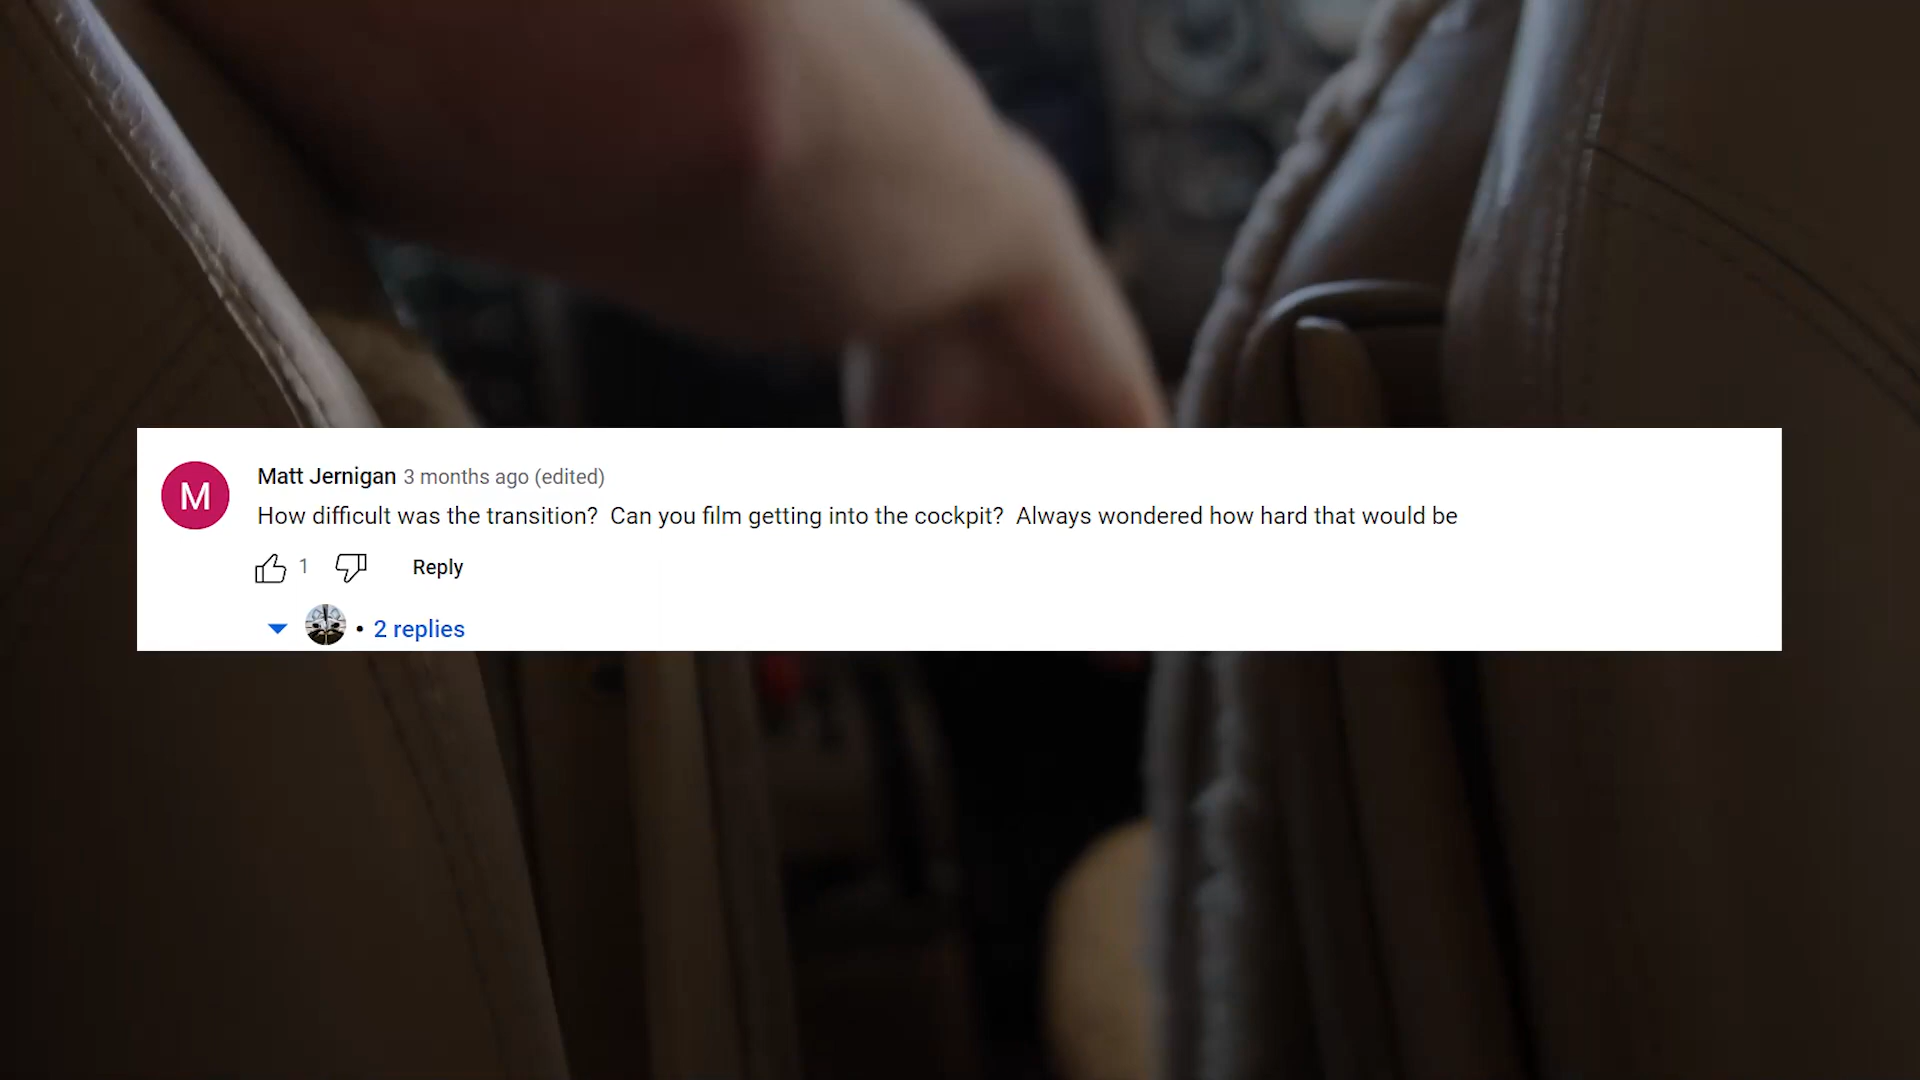 M
Matt Jernigan 3 months ago (edited)
How difficult was the transition?  Can you film getting into the cockpit?  Always wondered how hard that would be
1 Reply
• 2 replies